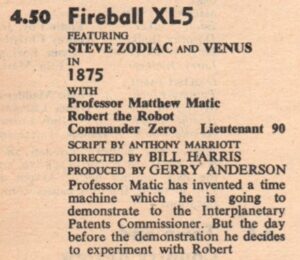 4.50 Fireball XL5
FEATURING
STEVE ZODIAC AND VENUS
IN
1875
WITH
Professor Matthew Matic
Robert the Robot
Commander Zero Lieutenant 90
SCRIPT BY ANTHONY MARRIOTT
DIRECTED BY BILL HARRIS
PRODUCED BY GERRY ANDERSON
Professor Matic has invented a time
machine which he is going to
demonstrate to the Interplanetary
Patents Commissioner. But the day
before the demonstration he decides
to experiment with Robert